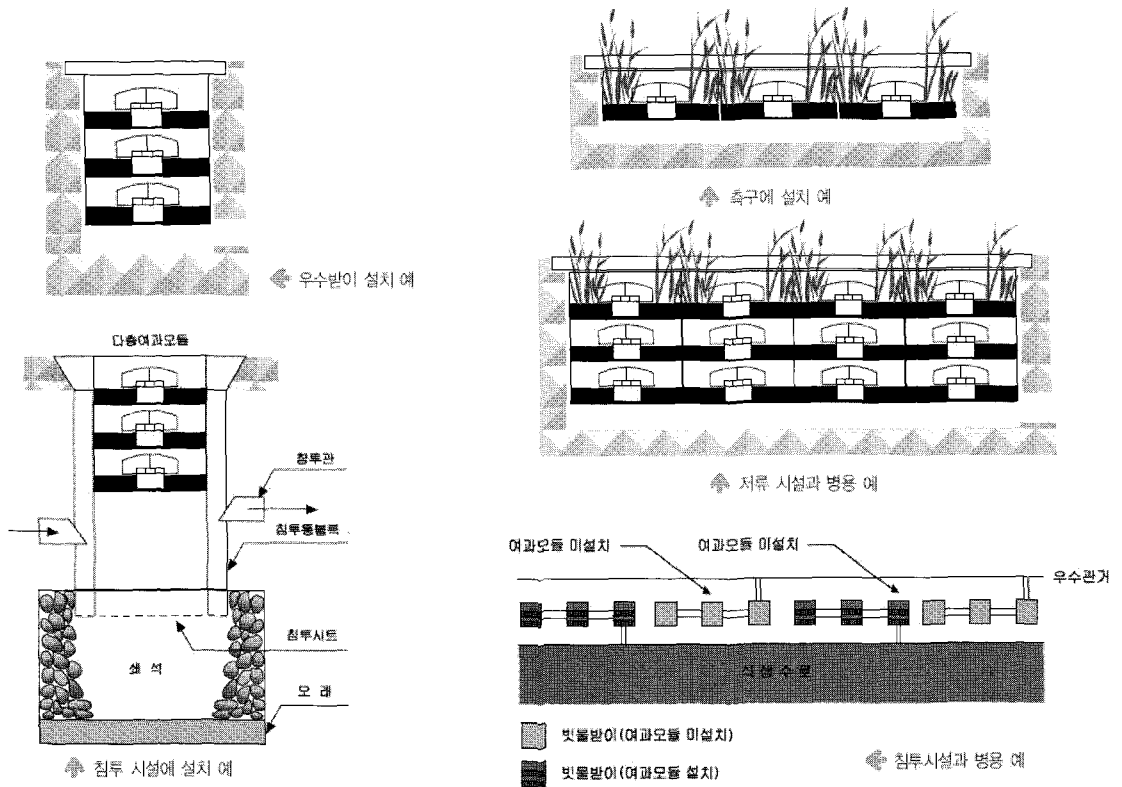 우수받이 설치 예
측구에 설치 예
다층여과모듈
침투관
침투통블록
침투시트
쇄 석
모 래
침투 시설에 설치 예
저류 시설과 병용 예
여과모듈 미설치
여과모듈 미설치
우수관거
식생수로
빗물받이(여과모듈 미설치)
빗물받이(여과모듈 설치)
침투시설과 병용 예